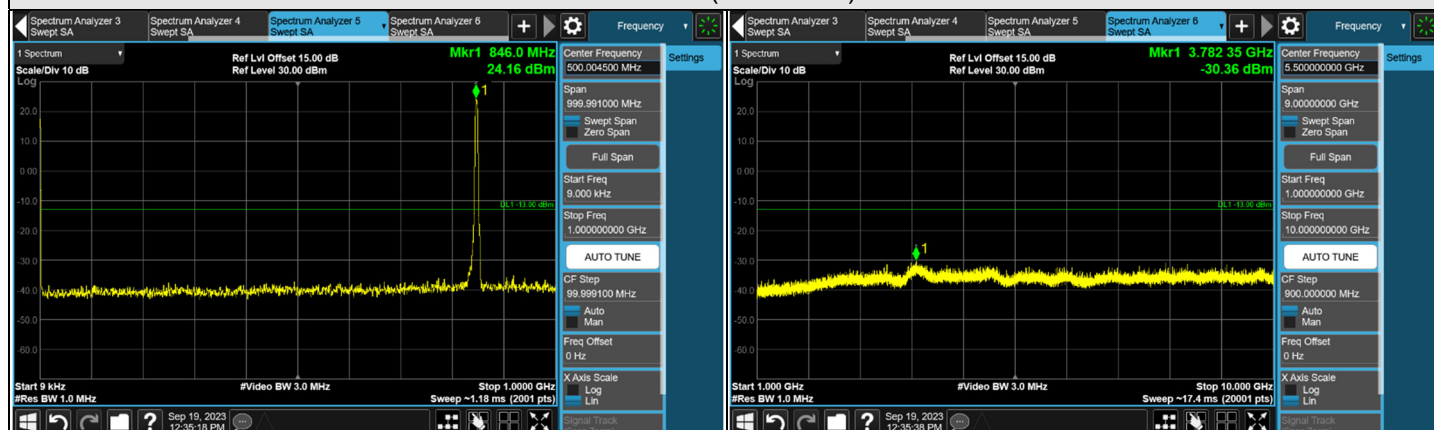 Spectrum Analyzer 3
Swept SA
Spectrum Analyzer 4
Swept SA
Spectrum Analyzer 5
Swept SA
Spectrum Analyzer 6
Swept SA
+
Frequency
1 Spectrum
Scale/Div 10 dB
Log
Ref Lvl Offset 15.00 dB
Ref Level 30.00 dBm
Mkr1 846.0 MHz
24.16 dBm
1
20.0
10.0
0.00
-10.0
-20.0
-30.0
-40.0
-50.0
-60.0
DL1 -13.00 dBm
Start 9 kHz
#Res BW 1.0 MHz
#Video BW 3.0 MHz
Stop 1.0000 GHz
Sweep ~1.18 ms (2001 pts)
Center Frequency
500.004500 MHz
Settings
Span
999.991000 MHz
Swept Span
Zero Span
Full Span
Start Freq
9.000 kHz
Stop Freq
1.000000000 GHz
AUTO TUNE
CF Step
99.999100 MHz
Auto
Man
Freq Offset
0 Hz
X Axis Scale
Log
Lin
Signal Track
?
Sep 19, 2023
12:35:18 PM
Spectrum Analyzer 3
Swept SA
Spectrum Analyzer 4
Swept SA
Spectrum Analyzer 5
Swept SA
Spectrum Analyzer 6
Swept SA
+
Frequency
1 Spectrum
Scale/Div 10 dB
Log
Ref Lvl Offset 15.00 dB
Ref Level 30.00 dBm
Mkr1 3.782 35 GHz
-30.36 dBm
1
20.0
10.0
0.00
-10.0
-20.0
-30.0
-40.0
-50.0
-60.0
DL1 -13.00 dBm
Start 1.000 GHz
#Res BW 1.0 MHz
#Video BW 3.0 MHz
Stop 10.000 GHz
Sweep ~17.4 ms (20001 pts)
Center Frequency
5.500000000 GHz
Settings
Span
9.00000000 GHz
Swept Span
Zero Span
Full Span
Start Freq
1.000000000 GHz
Stop Freq
10.000000000 GHz
AUTO TUNE
CF Step
900.000000 MHz
Auto
Man
Freq Offset
0 Hz
X Axis Scale
Log
Lin
Signal Track
?
Sep 19, 2023
12:35:38 PM